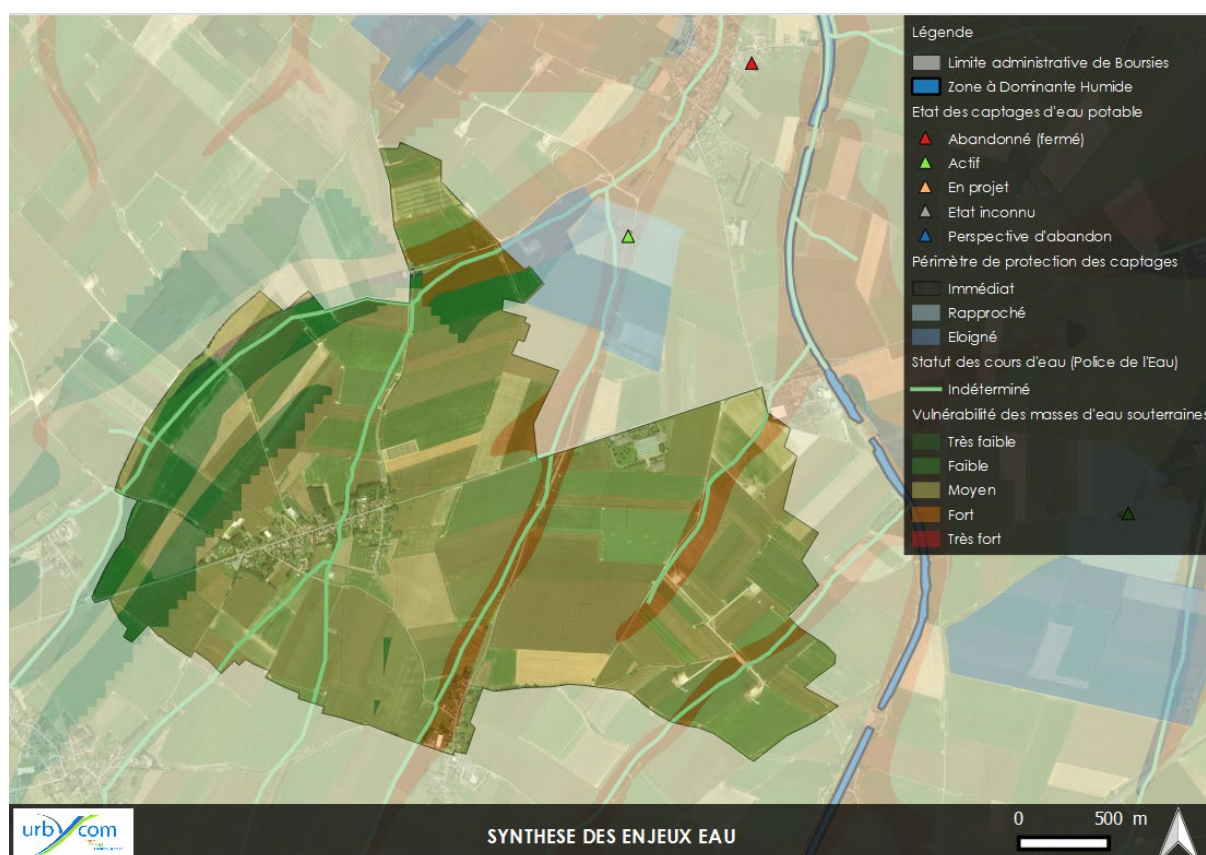 Légende
Limite administrative de Boursies
Zone à Dominante Humide
Etat des captages d'eau potable
Abandonné (fermé)
Actif
En projet
Etat inconnu
Perspective d'abandon
Périmètre de protection des captages
Immédiat
Rapproché
Eloigné
Statut des cours d'eau (Police de l'Eau)
Indéterminé
Vulnérabilité des masses d'eau souterraines
Très faible
Faible
Moyen
Fort
Très fort
urbycom
SYNTHESE DES ENJEUX EAU
0 500 m